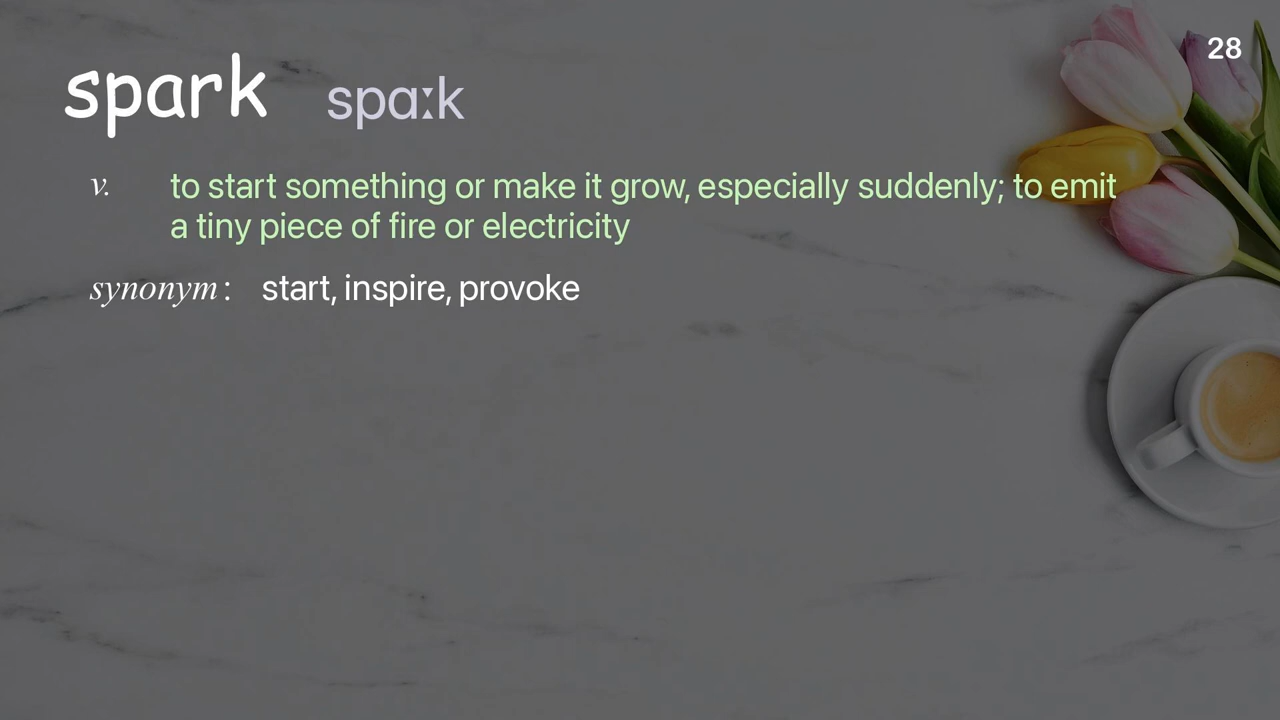 28
spark spɑːk
v. to start something or make it grow, especially suddenly; to emit
a tiny piece of fire or electricity
synonym: start, inspire, provoke